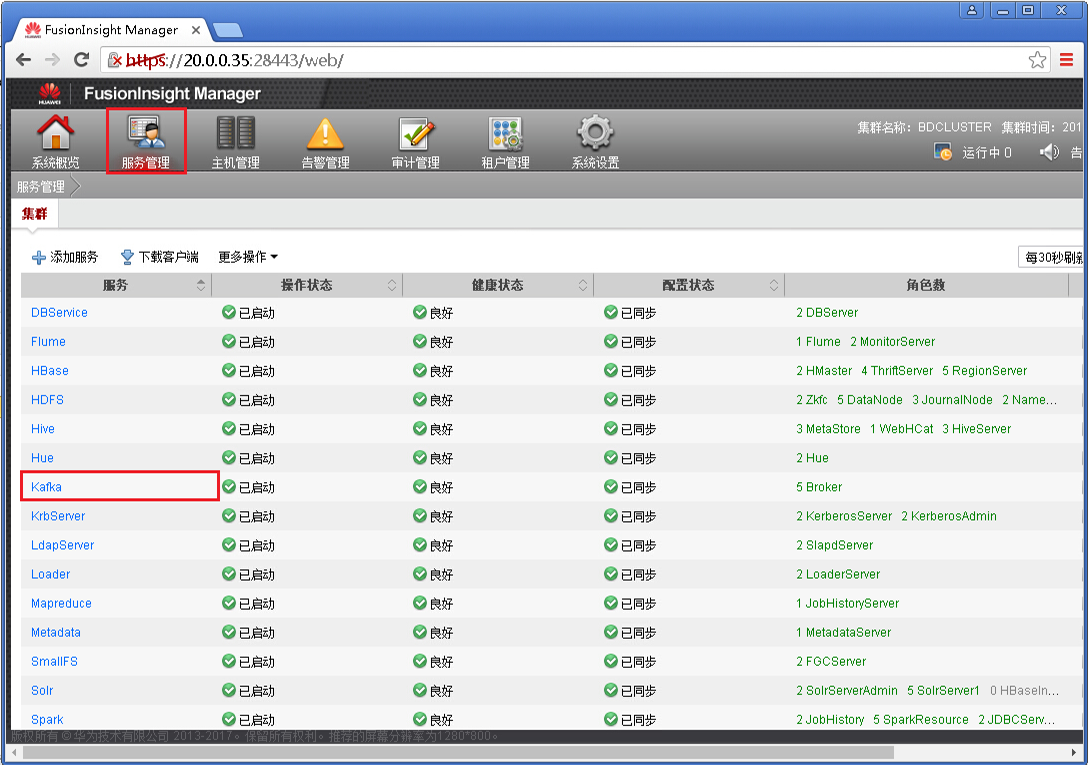 FusionInsight Manager
https://20.0.0.35:28443/web/
HUAWEI FusionInsight Manager
系统概览 服务管理 主机管理 告警管理 审计管理 租户管理 系统设置
集群名称：BDCLUSTER 集群时间：201
运行中 0 告
服务管理
集群
添加服务 下载客户端 更多操作
每30秒刷新
服务 操作状态 健康状态 配置状态 角色数
DBService 已启动 良好 已同步 2 DBServer
Flume 已启动 良好 已同步 1 Flume 2 MonitorServer
HBase 已启动 良好 已同步 2 HMaster 4 ThriftServer 5 RegionServer
HDFS 已启动 良好 已同步 2 Zkfc 5 DataNode 3 JournalNode 2 Name...
Hive 已启动 良好 已同步 3 MetaStore 1 WebHCat 3 HiveServer
Hue 已启动 良好 已同步 2 Hue
Kafka 已启动 良好 已同步 5 Broker
KrbServer 已启动 良好 已同步 2 KerberosServer 2 KerberosAdmin
LdapServer 已启动 良好 已同步 2 SlapdServer
Loader 已启动 良好 已同步 2 LoaderServer
Mapreduce 已启动 良好 已同步 1 JobHistoryServer
Metadata 已启动 良好 已同步 1 MetadataServer
SmallFS 已启动 良好 已同步 2 FGCServer
Solr 已启动 良好 已同步 2 SolrServerAdmin 5 SolrServer1 0 HBaseIn...
Spark 已启动 良好 已同步 2 JobHistory 5 SparkResource 2 JDBCServ...
版权所有 © 华为技术有限公司 2013-2017。保留所有权利。推荐的屏幕分辨率为1280*800。